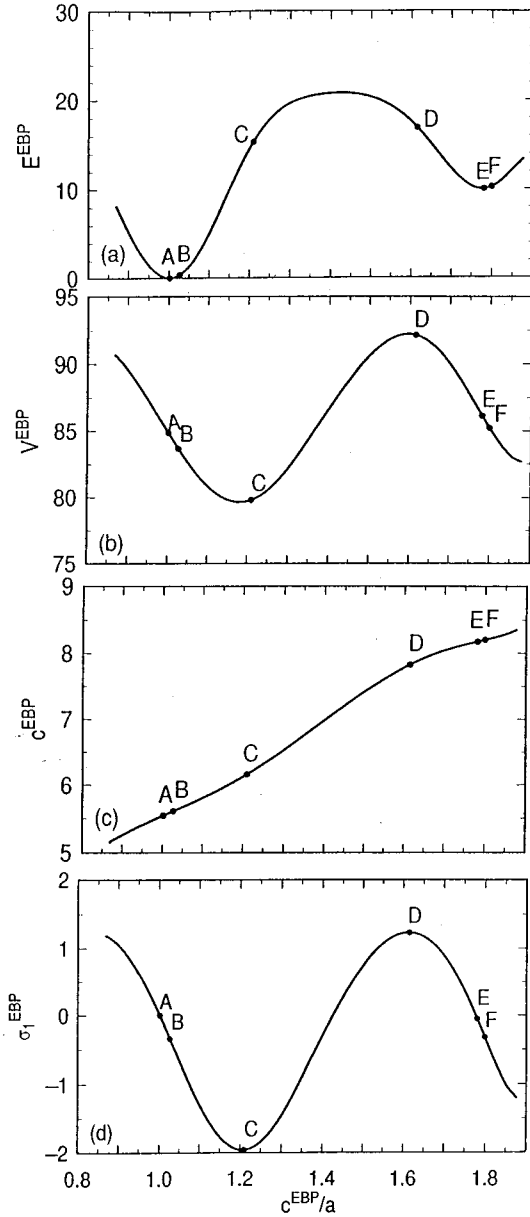 30
20
10
0
E^EBP
A B
C
D
E F
(a)
95
90
85
80
75
V^EBP
A
B
C
D
E
F
(b)
9
8
7
6
5
c^EBP
A B
C
D
E F
(c)
2
1
0
−1
−2
σ₁^EBP
A
B
C
D
E
F
(d)
0.8 1.0 1.2 1.4 1.6 1.8
c^EBP/a